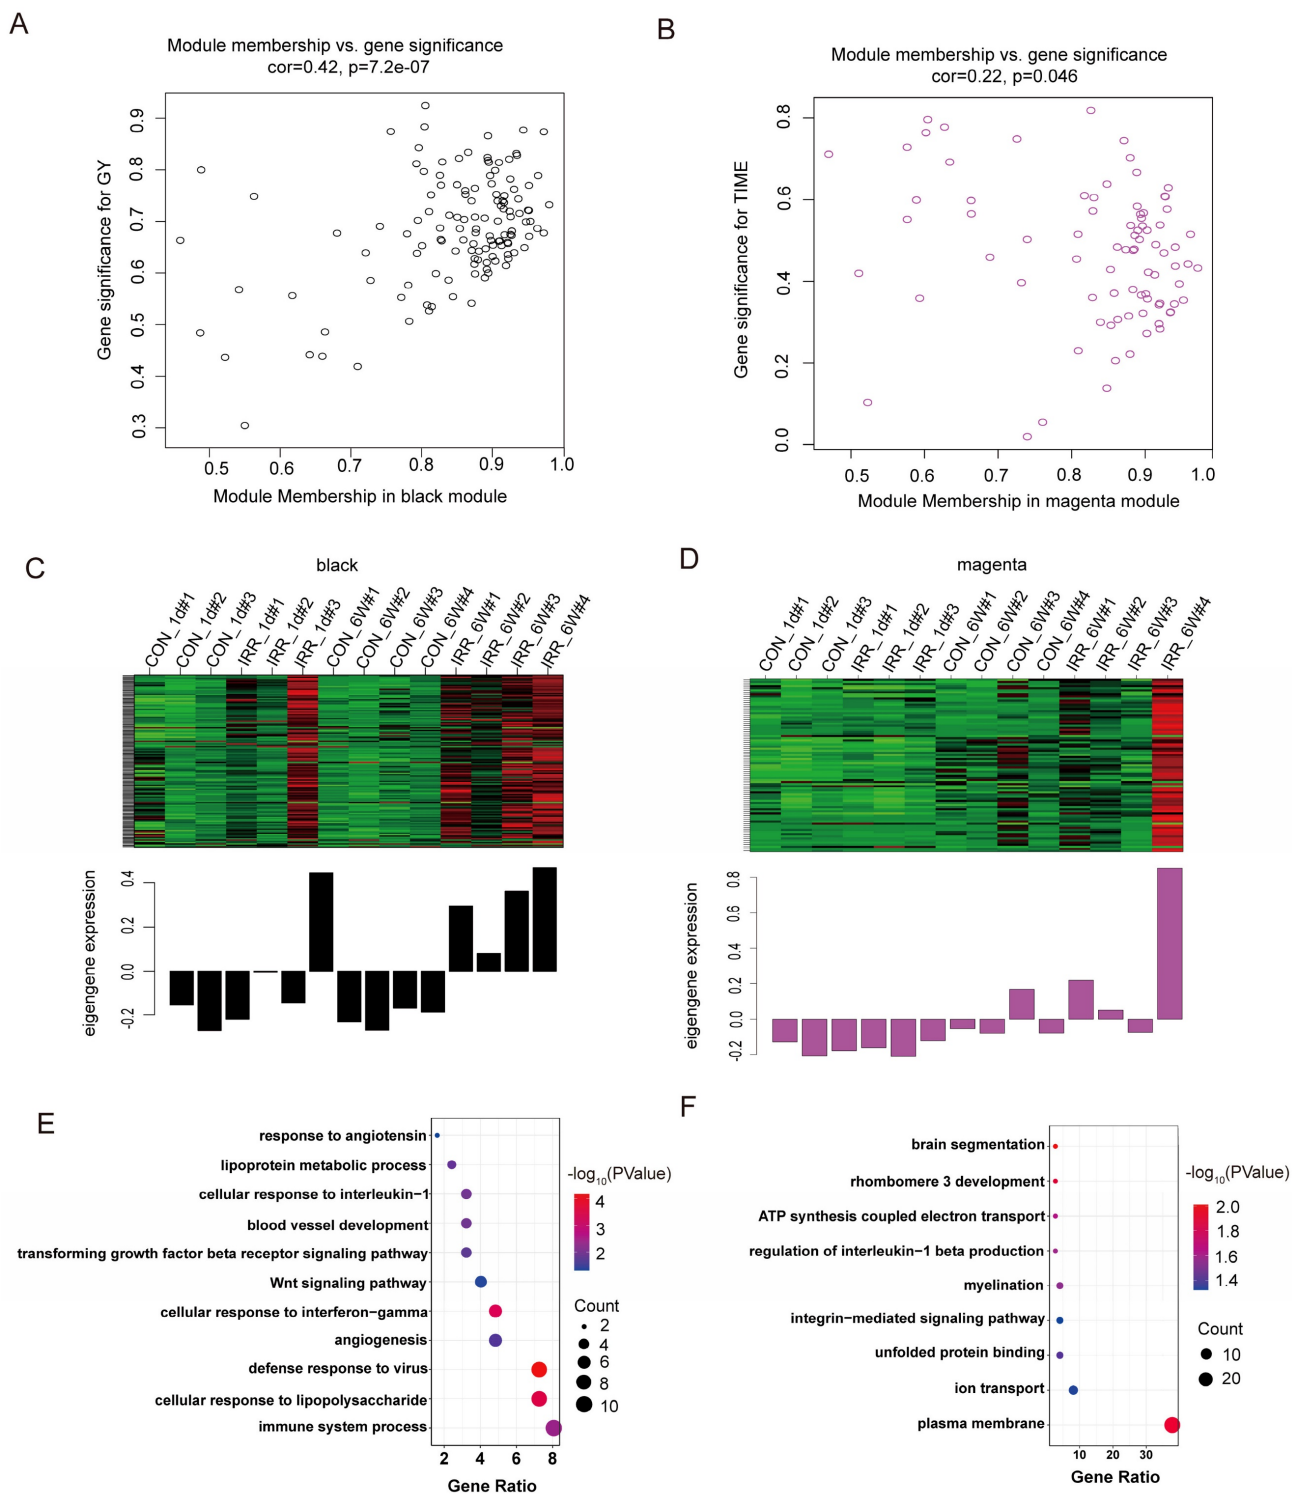 A
Module membership vs. gene significance
cor=0.42, p=7.2e-07
Gene significance for GY
0.9
0.8
0.7
0.6
0.5
0.4
0.3
0.5 0.6 0.7 0.8 0.9 1.0
Module Membership in black module
B
Module membership vs. gene significance
cor=0.22, p=0.046
Gene significance for TIME
0.8
0.6
0.4
0.2
0.0
0.5 0.6 0.7 0.8 0.9 1.0
Module Membership in magenta module
C
black
CON_1d#1
CON_1d#2
CON_1d#3
IRR_1d#1
IRR_1d#2
IRR_1d#3
CON_6W#1
CON_6W#2
CON_6W#3
CON_6W#4
IRR_6W#1
IRR_6W#2
IRR_6W#3
IRR_6W#4
eigengene expression
0.4
0.2
0.0
-0.2
D
magenta
CON_1d#1
CON_1d#2
CON_1d#3
IRR_1d#1
IRR_1d#2
IRR_1d#3
CON_6W#1
CON_6W#2
CON_6W#3
CON_6W#4
IRR_6W#1
IRR_6W#2
IRR_6W#3
IRR_6W#4
eigengene expression
0.8
0.6
0.4
0.2
0.0
-0.2
E
response to angiotensin
lipoprotein metabolic process
cellular response to interleukin−1
blood vessel development
transforming growth factor beta receptor signaling pathway
Wnt signaling pathway
cellular response to interferon−gamma
angiogenesis
defense response to virus
cellular response to lipopolysaccharide
immune system process
2 4 6 8
Gene Ratio
-log10(PValue)
4
3
2
Count
2
4
6
8
10
F
brain segmentation
rhombomere 3 development
ATP synthesis coupled electron transport
regulation of interleukin−1 beta production
myelination
integrin−mediated signaling pathway
unfolded protein binding
ion transport
plasma membrane
10 20 30
Gene Ratio
-log10(PValue)
2.0
1.8
1.6
1.4
Count
10
20